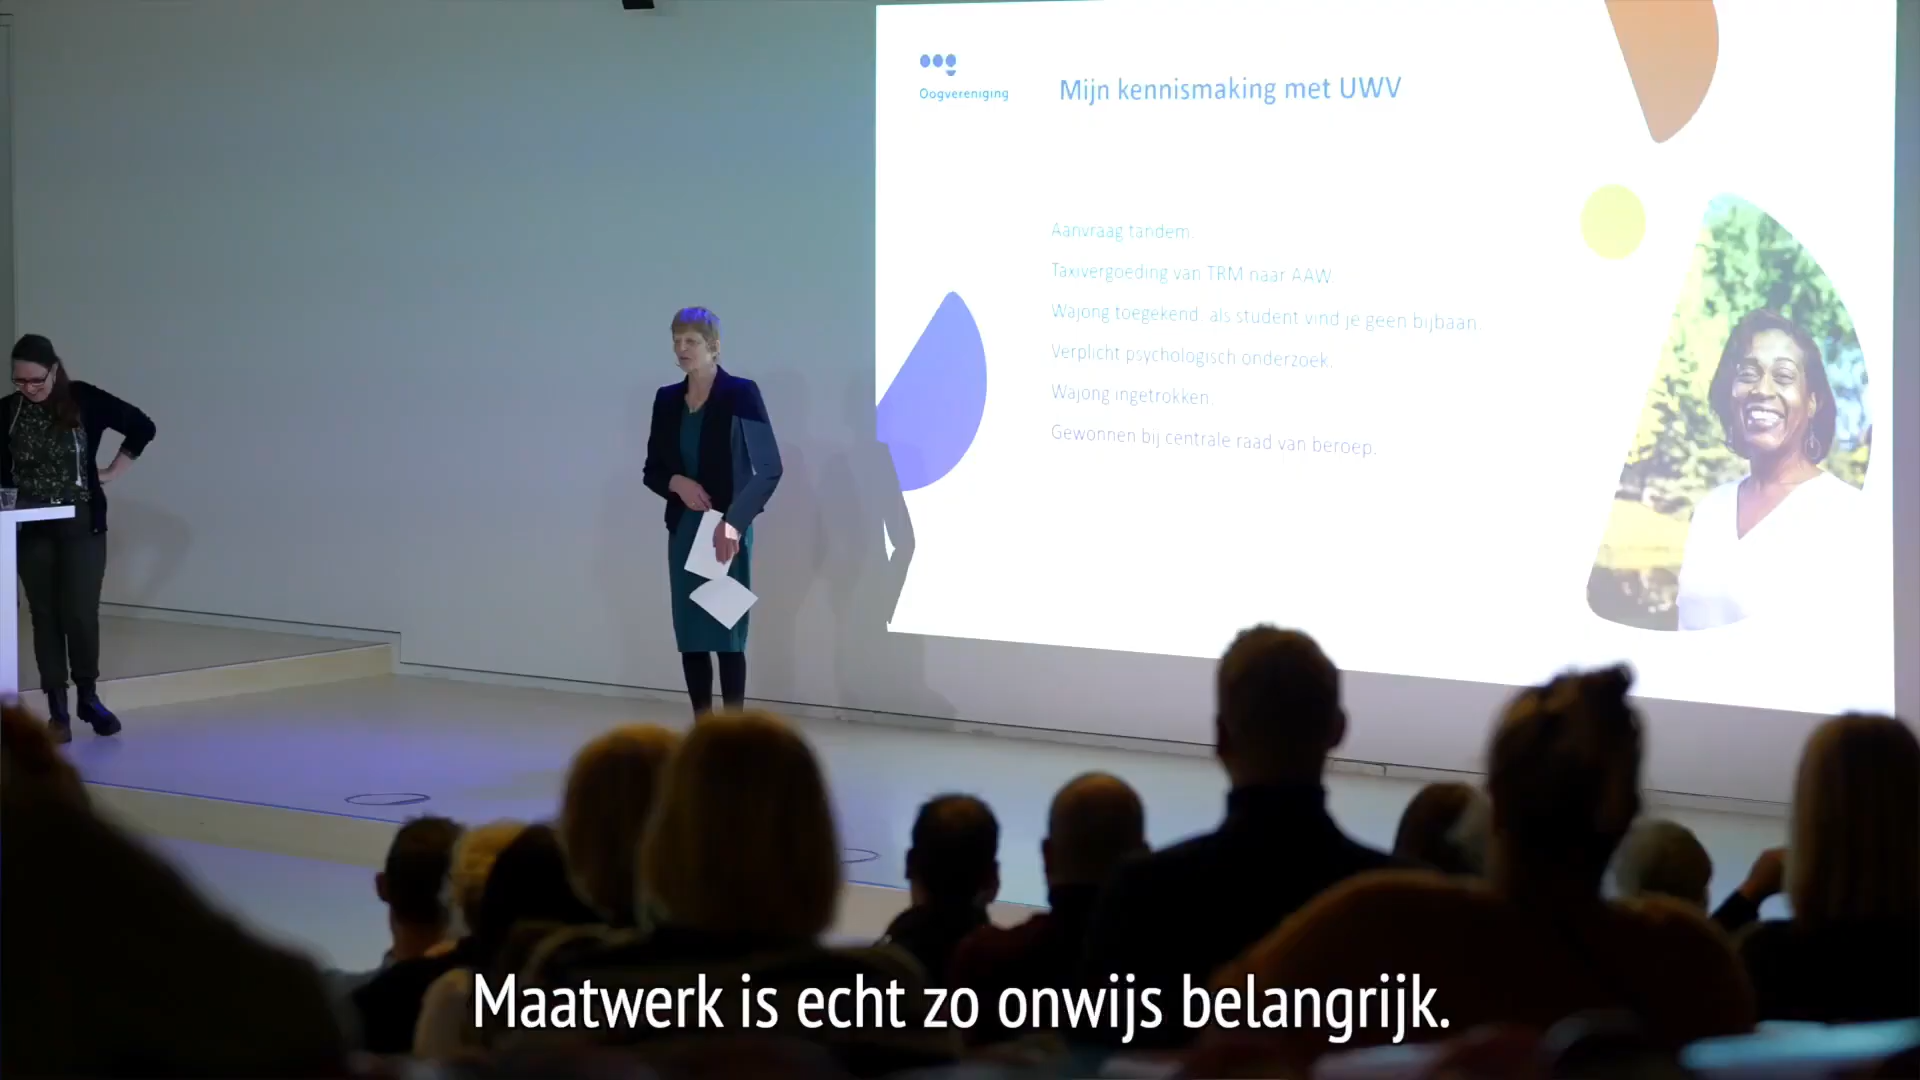 Oogvereniging
Mijn kennismaking met UWV
Aanvraag tandem.
Taxivergoeding van TRM naar AAW.
Wajong toegekend: als student vind je geen bijbaan.
Verplicht psychologisch onderzoek.
Wajong ingetrokken.
Gewonnen bij centrale raad van beroep.
Maatwerk is echt zo onwijs belangrijk.